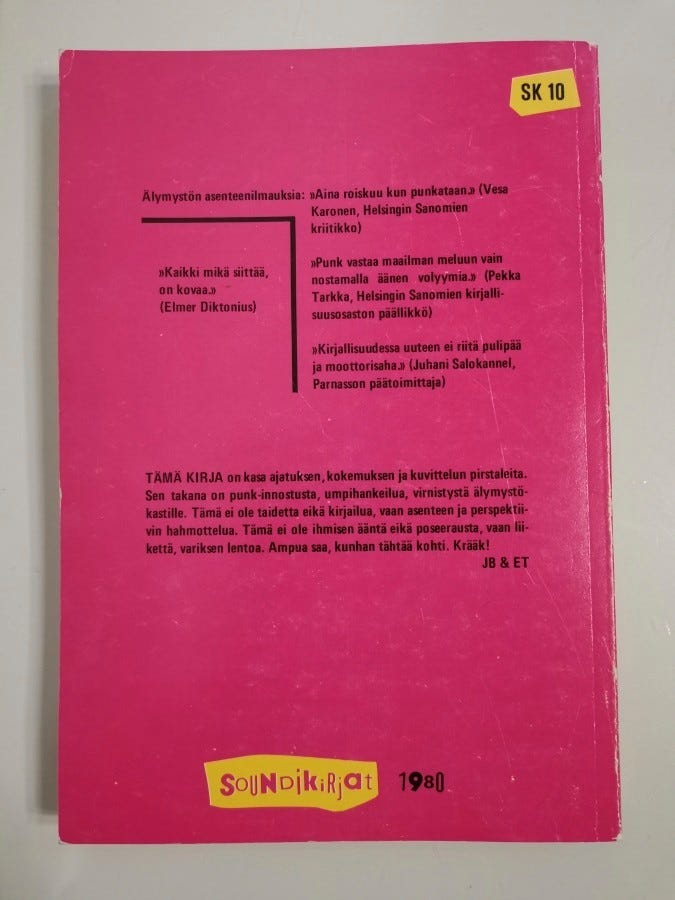 SK 10
Älymystön asenteenilmauksia: »Aina roiskuu kun punkataan.» (Vesa
Karonen, Helsingin Sanomien
kriitikko)
»Kaikki mikä siittää,
on kovaa.»
(Elmer Diktonius)
»Punk vastaa maailman meluun vain
nostamalla äänen volyymia.» (Pekka
Tarkka, Helsingin Sanomien kirjalli-
suusosaston päällikkö)
»Kirjallisuudessa uuteen ei riitä pulipää
ja moottorisaha.» (Juhani Salokannel,
Parnasson päätoimittaja)
TÄMÄ KIRJA on kasa ajatuksen, kokemuksen ja kuvittelun pirstaleita.
Sen takana on punk-innostusta, umpihankeilua, virnistystä älymystö-
kastille. Tämä ei ole taidetta eikä kirjailua, vaan asenteen ja perspektii-
vin hahmottelua. Tämä ei ole ihmisen ääntä eikä poseerausta, vaan lii-
kettä, variksen lentoa. Ampua saa, kunhan tähtää kohti. Krääk!
JB & ET
SOUNDiKiRjat 1980